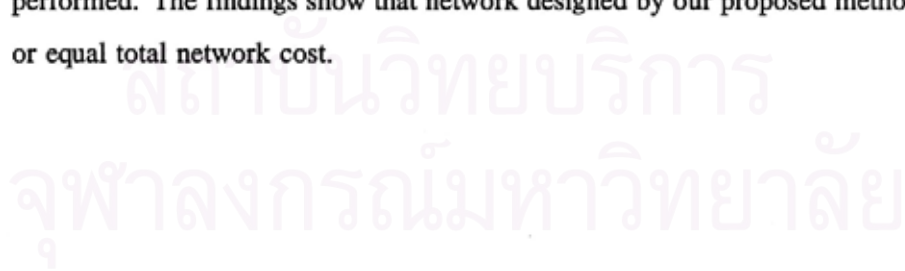 performed. The findings show that network designed by our proposed metho
or equal total network cost.
สถาบันวิทยบริการ
จุฬาลงกรณ์มหาวิทยาลัย